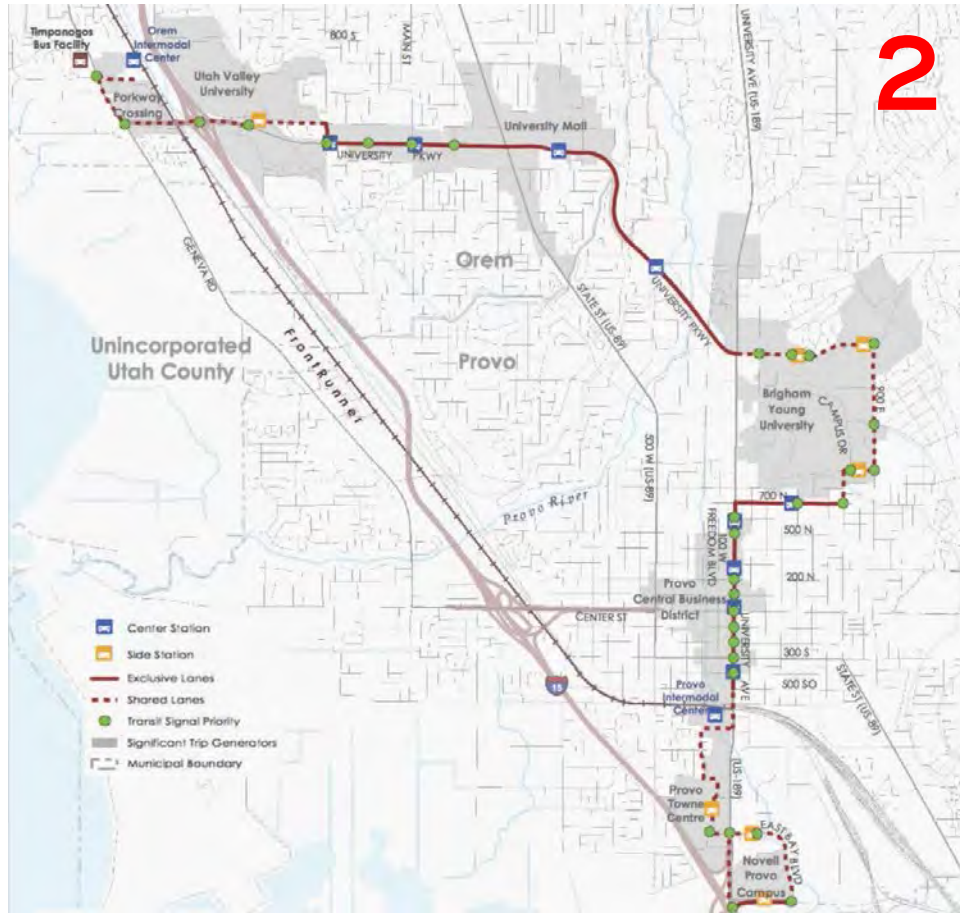 2
Timpanogos
Bus Facility
Orem
Intermodal
Center
800 S
MAIN ST
UNIVERSITY AVE (US-189)
Utah Valley
University
Parkway
Crossing
University Mall
UNIVERSITY PKWY
GENEVA RD
Orem
STATE ST (US-89)
UNIVERSITY PKWY
Unincorporated
Utah County
FrontRunner
Provo
Brigham
Young
University
CAMPUS DR
900 E
500 W (US-89)
Provo River
700 N
500 N
FREEDOM BLVD
100 W
200 N
Provo
Central Business
District
CENTER ST
UNIVERSITY AVE
300 S
500 SO
STATE ST (US-89)
15
Provo
Intermodal
Center
(US-189)
Provo
Towne
Centre
EAST BAY BLVD
Novell
Provo
Campus
Center Station
Side Station
Exclusive Lanes
Shared Lanes
Transit Signal Priority
Significant Trip Generators
Municipal Boundary